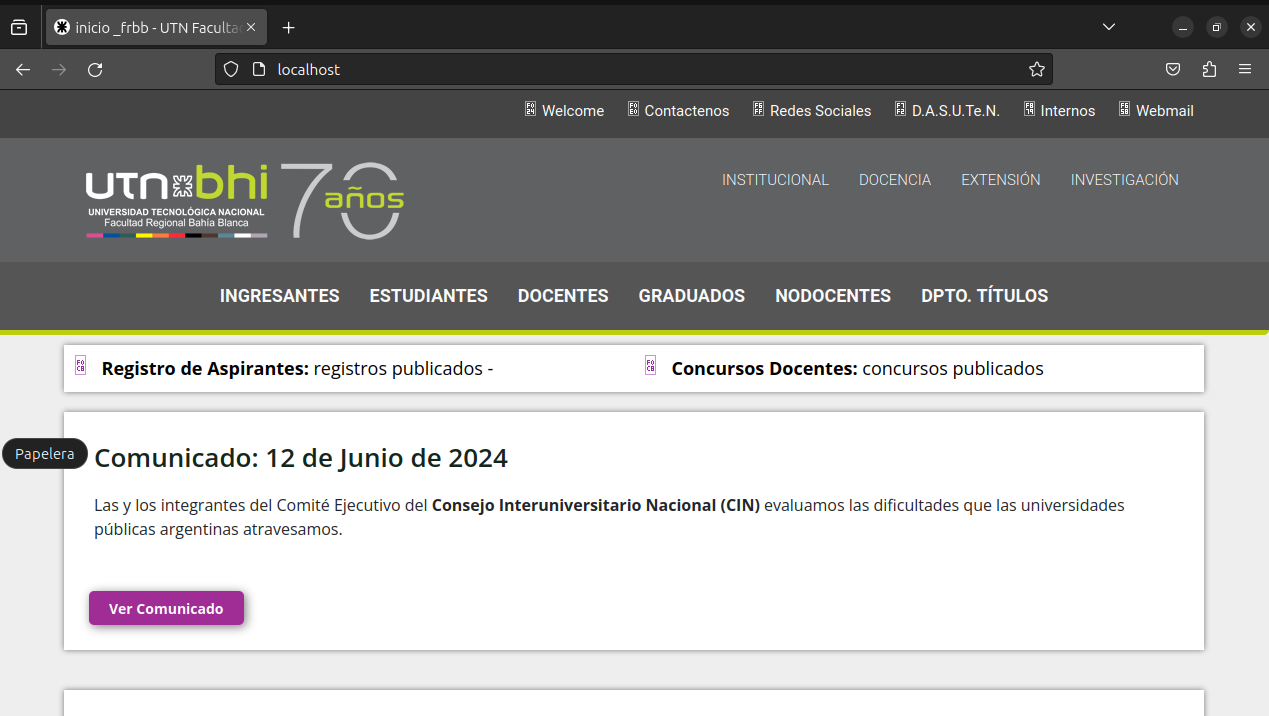 inicio _frbb - UTN Faculta
localhost
Welcome Contactenos Redes Sociales D.A.S.U.Te.N. Internos Webmail
utn bhi 70 años
UNIVERSIDAD TECNOLÓGICA NACIONAL
Facultad Regional Bahía Blanca
INSTITUCIONAL DOCENCIA EXTENSIÓN INVESTIGACIÓN
INGRESANTES ESTUDIANTES DOCENTES GRADUADOS NODOCENTES DPTO. TÍTULOS
Registro de Aspirantes: registros publicados - Concursos Docentes: concursos publicados
Papelera
Comunicado: 12 de Junio de 2024
Las y los integrantes del Comité Ejecutivo del Consejo Interuniversitario Nacional (CIN) evaluamos las dificultades que las universidades
públicas argentinas atravesamos.
Ver Comunicado